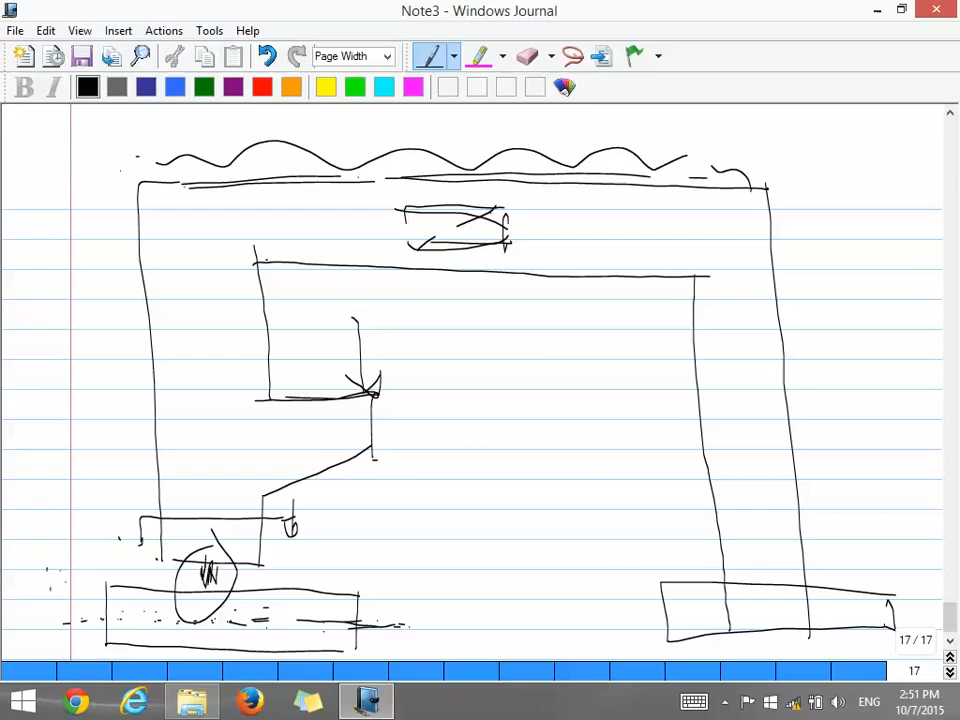 Note3 - Windows Journal
File Edit View Insert Actions Tools Help
Page Width
B I
17 / 17
17
ENG
2:51 PM
10/7/2015